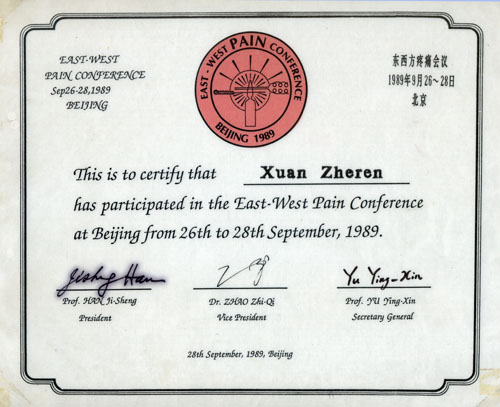 EAST-WEST
PAIN CONFERENCE
Sep26-28,1989
BEIJING
EAST - WEST PAIN CONFERENCE
BEIJING 1989
东西方疼痛会议
1989年9月26~28日
北京
This is to certify that Xuan Zheren
has participated in the East-West Pain Conference
at Beijing from 26th to 28th September, 1989.
Jisheng Han
Yu Ying-Xin
Prof. HAN Ji-Sheng
Dr. ZHAO Zhi-Qi
Prof. YU Ying-Xin
President
Vice President
Secretary General
28th September, 1989, Beijing